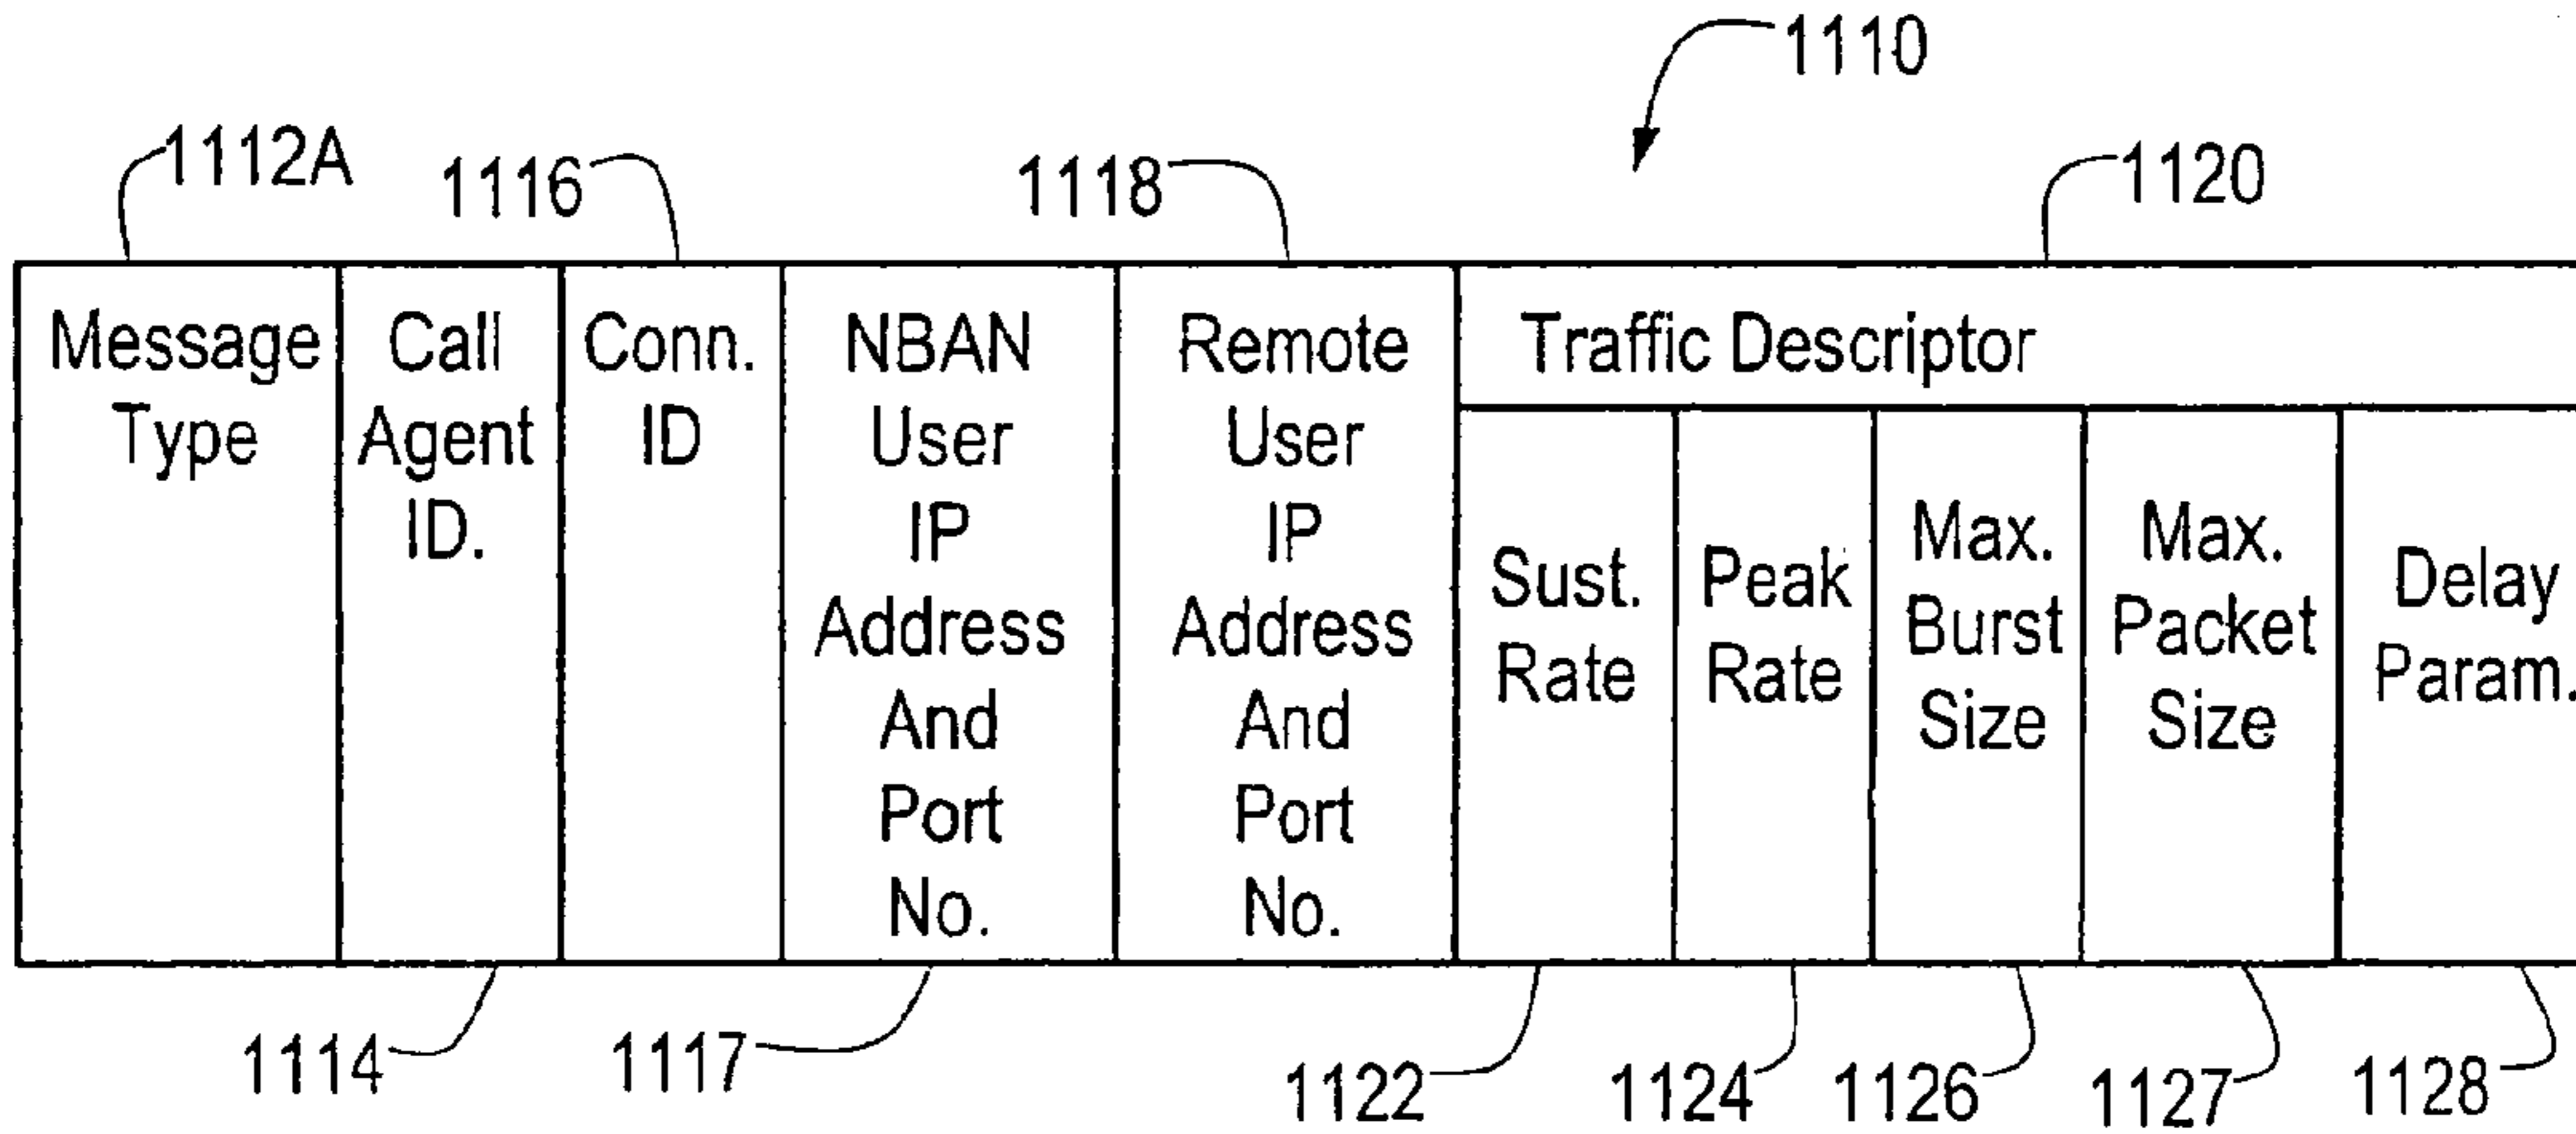 1110
1112A
1116
1118
1120
Message
Type
Call
Agent
ID.
Conn.
ID
NBAN
User
IP
Address
And
Port
No.
Remote
User
IP
Address
And
Port
No.
Traffic Descriptor
Sust.
Rate
Peak
Rate
Max.
Burst
Size
Max.
Packet
Size
Delay
Param.
1114
1117
1122
1124
1126
1127
1128